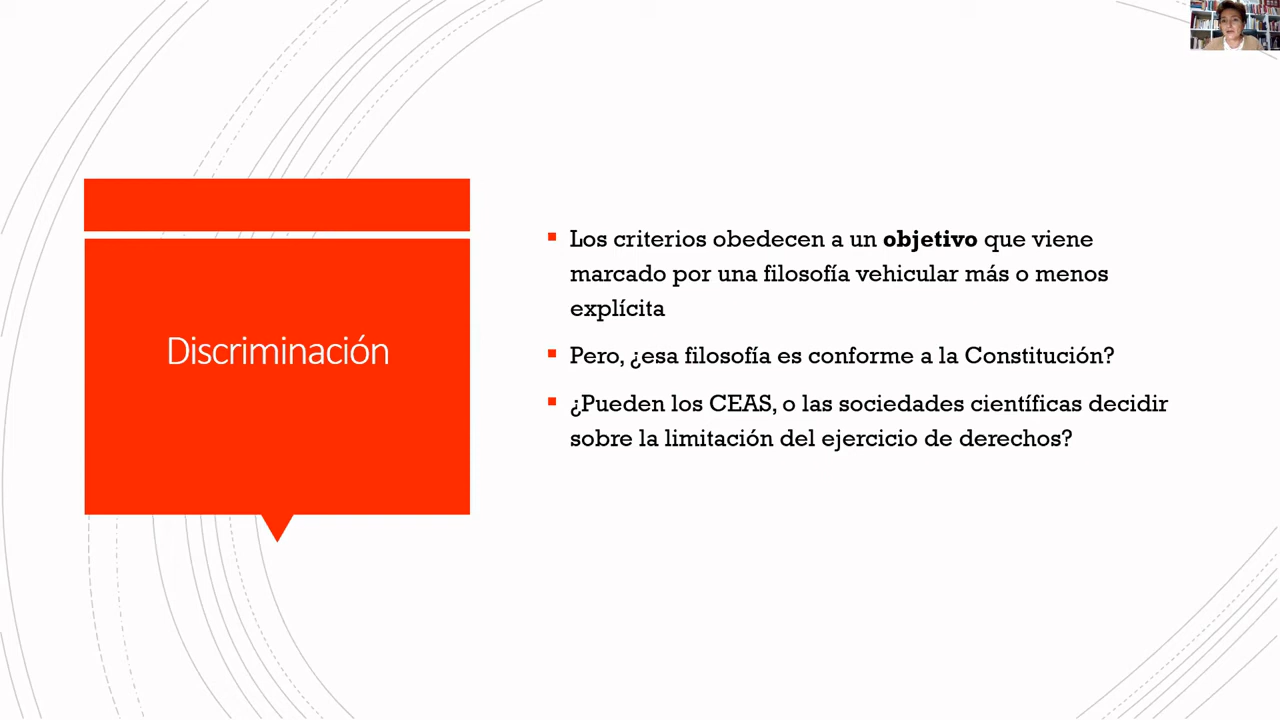 Discriminación
Los criterios obedecen a un objetivo que viene
marcado por una filosofía vehicular más o menos
explícita
Pero, ¿esa filosofía es conforme a la Constitución?
¿Pueden los CEAS, o las sociedades científicas decidir
sobre la limitación del ejercicio de derechos?